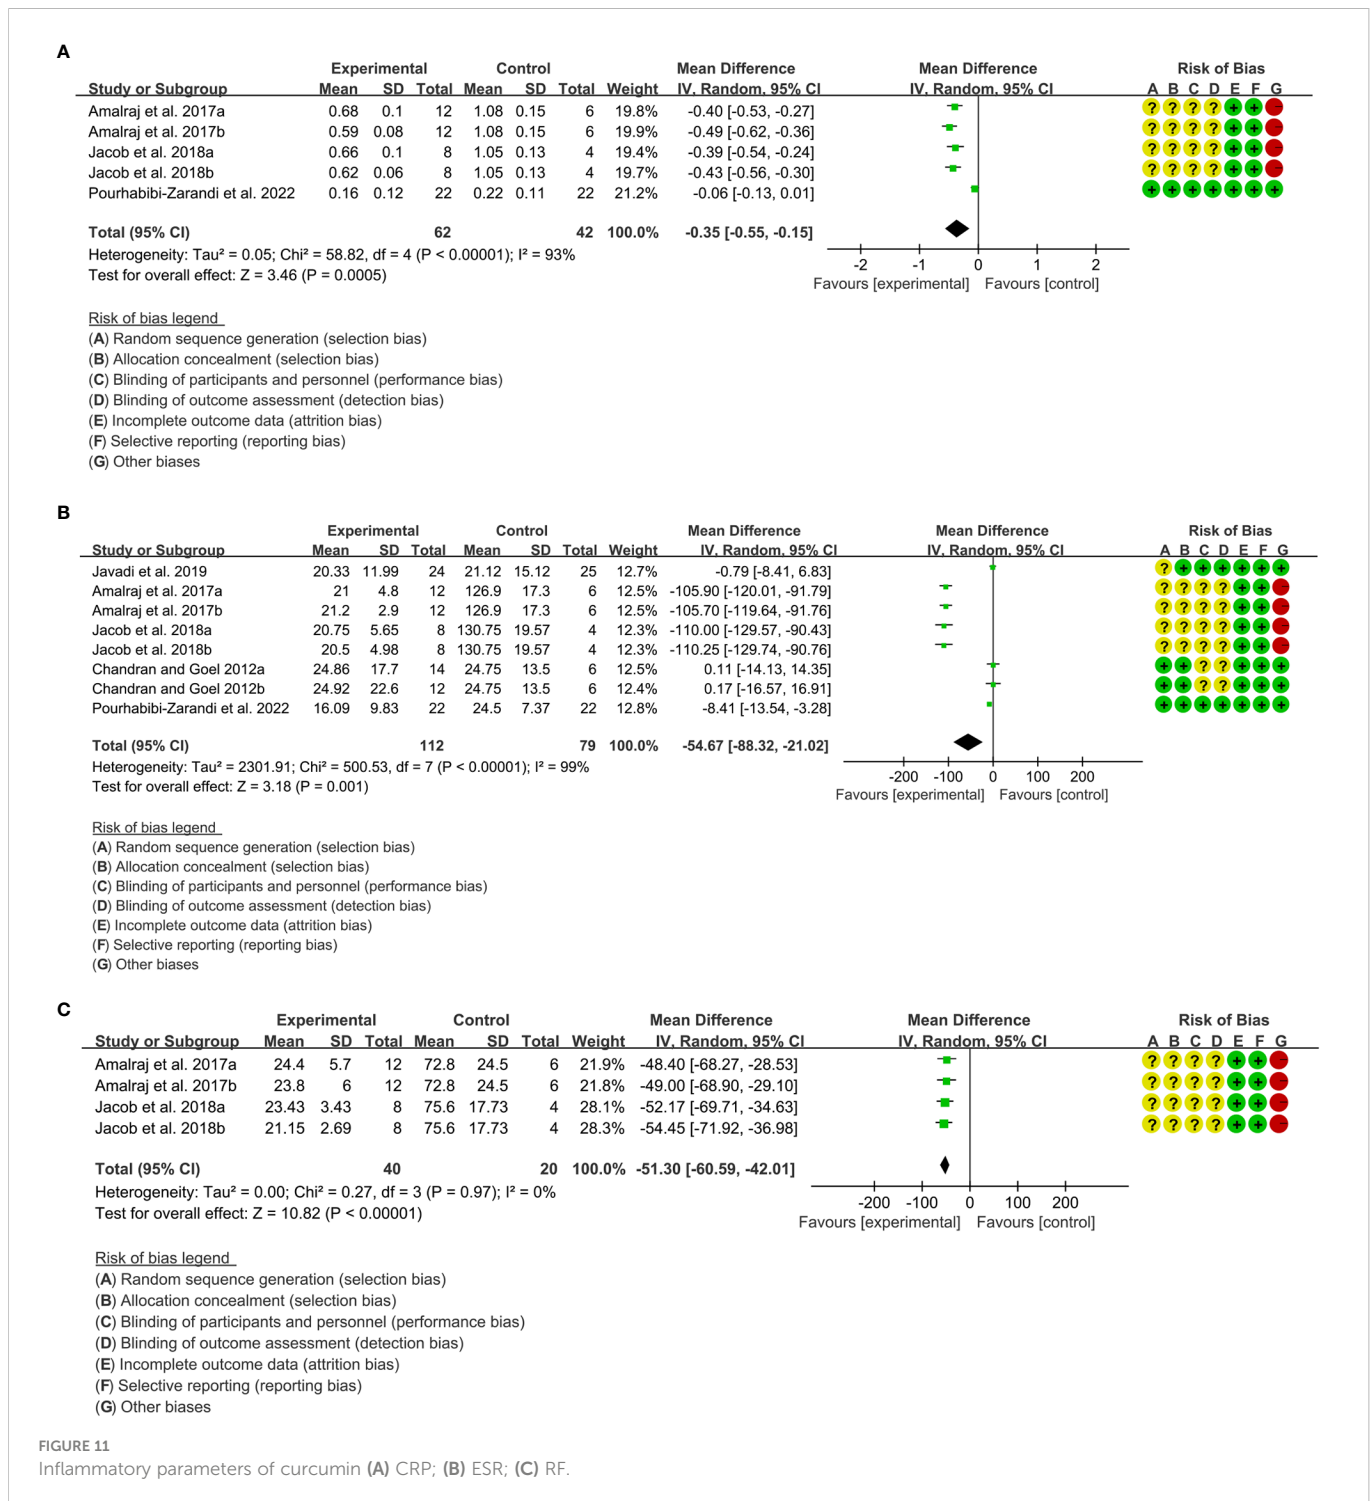 A
Experimental Control Mean Difference Mean Difference Risk of Bias
Study or Subgroup Mean SD Total Mean SD Total Weight IV, Random, 95% CI IV, Random, 95% CI A B C D E F G
Amalraj et al. 2017a 0.68 0.1 12 1.08 0.15 6 19.8% -0.40 [-0.53, -0.27] ? ? ? ? + + -
Amalraj et al. 2017b 0.59 0.08 12 1.08 0.15 6 19.9% -0.49 [-0.62, -0.36] ? ? ? ? + + -
Jacob et al. 2018a 0.66 0.1 8 1.05 0.13 4 19.4% -0.39 [-0.54, -0.24] ? ? ? ? + + -
Jacob et al. 2018b 0.62 0.06 8 1.05 0.13 4 19.7% -0.43 [-0.56, -0.30] ? ? ? ? + + -
Pourhabibi-Zarandi et al. 2022 0.16 0.12 22 0.22 0.11 22 21.2% -0.06 [-0.13, 0.01] + + + + + + +
Total (95% CI) 62 42 100.0% -0.35 [-0.55, -0.15]
Heterogeneity: Tau² = 0.05; Chi² = 58.82, df = 4 (P < 0.00001); I² = 93%
Test for overall effect: Z = 3.46 (P = 0.0005)
-2 -1 0 1 2
Favours [experimental] Favours [control]
Risk of bias legend
(A) Random sequence generation (selection bias)
(B) Allocation concealment (selection bias)
(C) Blinding of participants and personnel (performance bias)
(D) Blinding of outcome assessment (detection bias)
(E) Incomplete outcome data (attrition bias)
(F) Selective reporting (reporting bias)
(G) Other biases
B
Experimental Control Mean Difference Mean Difference Risk of Bias
Study or Subgroup Mean SD Total Mean SD Total Weight IV, Random, 95% CI IV, Random, 95% CI A B C D E F G
Javadi et al. 2019 20.33 11.99 24 21.12 15.12 25 12.7% -0.79 [-8.41, 6.83] ? + + + + + +
Amalraj et al. 2017a 21 4.8 12 126.9 17.3 6 12.5% -105.90 [-120.01, -91.79] ? ? ? ? + + -
Amalraj et al. 2017b 21.2 2.9 12 126.9 17.3 6 12.5% -105.70 [-119.64, -91.76] ? ? ? ? + + -
Jacob et al. 2018a 20.75 5.65 8 130.75 19.57 4 12.3% -110.00 [-129.57, -90.43] ? ? ? ? + + -
Jacob et al. 2018b 20.5 4.98 8 130.75 19.57 4 12.3% -110.25 [-129.74, -90.76] ? ? ? ? + + -
Chandran and Goel 2012a 24.86 17.7 14 24.75 13.5 6 12.5% 0.11 [-14.13, 14.35] + + ? ? + + +
Chandran and Goel 2012b 24.92 22.6 12 24.75 13.5 6 12.4% 0.17 [-16.57, 16.91] + + ? ? + + +
Pourhabibi-Zarandi et al. 2022 16.09 9.83 22 24.5 7.37 22 12.8% -8.41 [-13.54, -3.28] + + + + + + +
Total (95% CI) 112 79 100.0% -54.67 [-88.32, -21.02]
Heterogeneity: Tau² = 2301.91; Chi² = 500.53, df = 7 (P < 0.00001); I² = 99%
Test for overall effect: Z = 3.18 (P = 0.001)
-200 -100 0 100 200
Favours [experimental] Favours [control]
Risk of bias legend
(A) Random sequence generation (selection bias)
(B) Allocation concealment (selection bias)
(C) Blinding of participants and personnel (performance bias)
(D) Blinding of outcome assessment (detection bias)
(E) Incomplete outcome data (attrition bias)
(F) Selective reporting (reporting bias)
(G) Other biases
C
Experimental Control Mean Difference Mean Difference Risk of Bias
Study or Subgroup Mean SD Total Mean SD Total Weight IV, Random, 95% CI IV, Random, 95% CI A B C D E F G
Amalraj et al. 2017a 24.4 5.7 12 72.8 24.5 6 21.9% -48.40 [-68.27, -28.53] ? ? ? ? + + -
Amalraj et al. 2017b 23.8 6 12 72.8 24.5 6 21.8% -49.00 [-68.90, -29.10] ? ? ? ? + + -
Jacob et al. 2018a 23.43 3.43 8 75.6 17.73 4 28.1% -52.17 [-69.71, -34.63] ? ? ? ? + + -
Jacob et al. 2018b 21.15 2.69 8 75.6 17.73 4 28.3% -54.45 [-71.92, -36.98] ? ? ? ? + + -
Total (95% CI) 40 20 100.0% -51.30 [-60.59, -42.01]
Heterogeneity: Tau² = 0.00; Chi² = 0.27, df = 3 (P = 0.97); I² = 0%
Test for overall effect: Z = 10.82 (P < 0.00001)
-200 -100 0 100 200
Favours [experimental] Favours [control]
Risk of bias legend
(A) Random sequence generation (selection bias)
(B) Allocation concealment (selection bias)
(C) Blinding of participants and personnel (performance bias)
(D) Blinding of outcome assessment (detection bias)
(E) Incomplete outcome data (attrition bias)
(F) Selective reporting (reporting bias)
(G) Other biases
FIGURE 11
Inflammatory parameters of curcumin (A) CRP; (B) ESR; (C) RF.